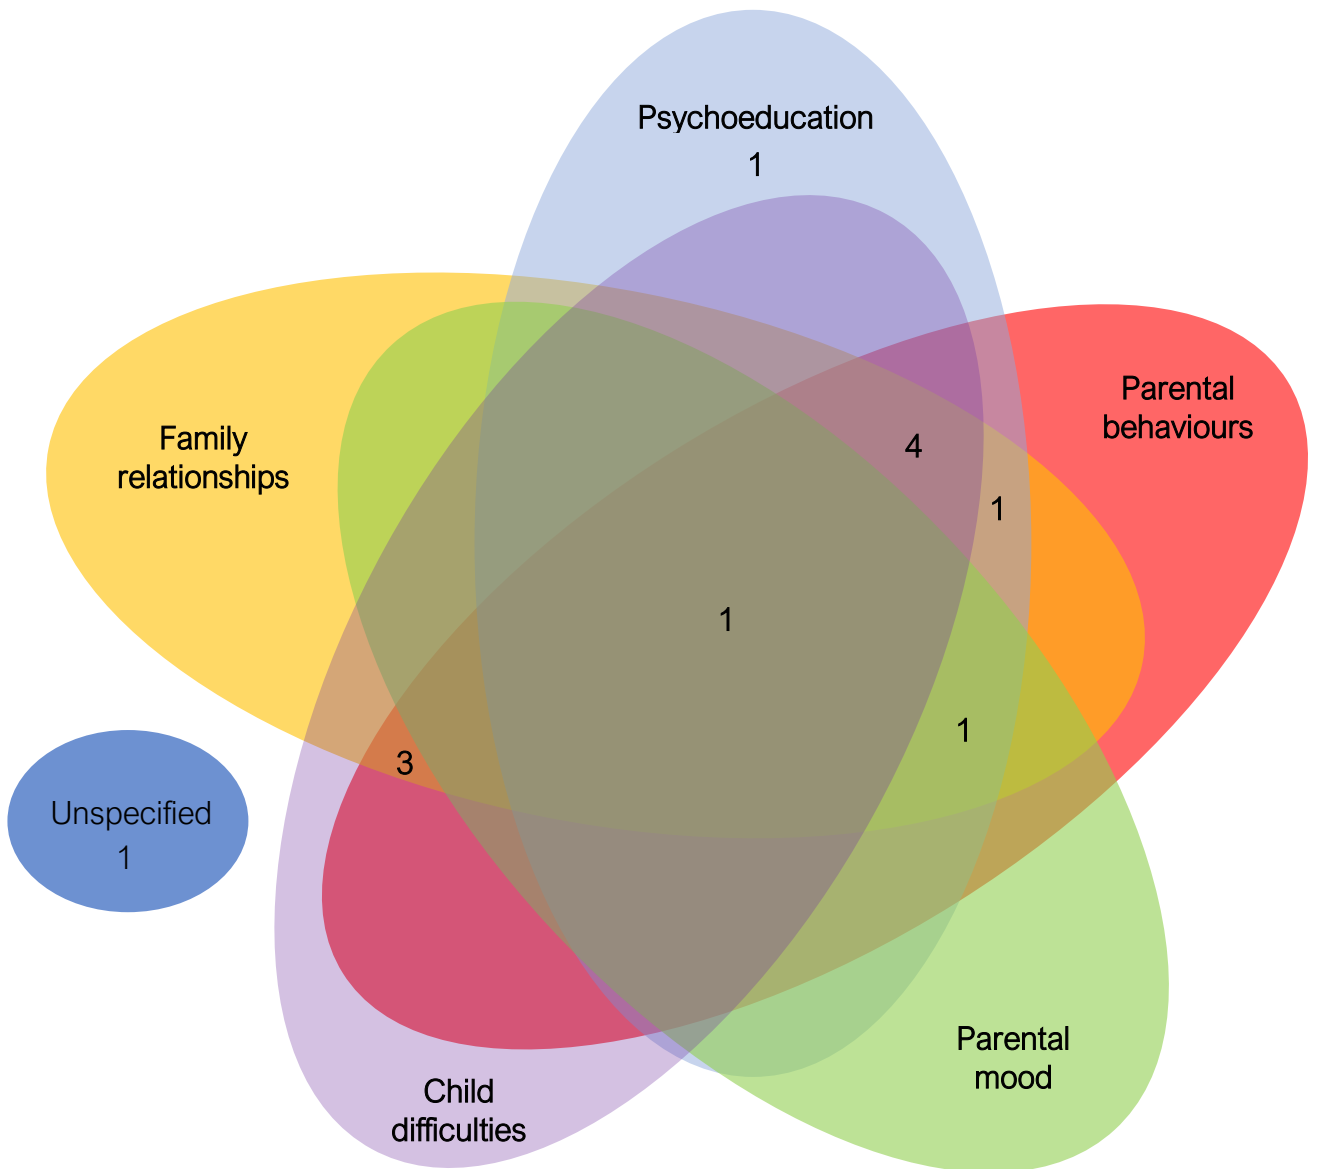 Psychoeducation
1
Parental
behaviours
Family
relationships
4
1
1
1
3
Unspecified
1
Parental
mood
Child
difficulties